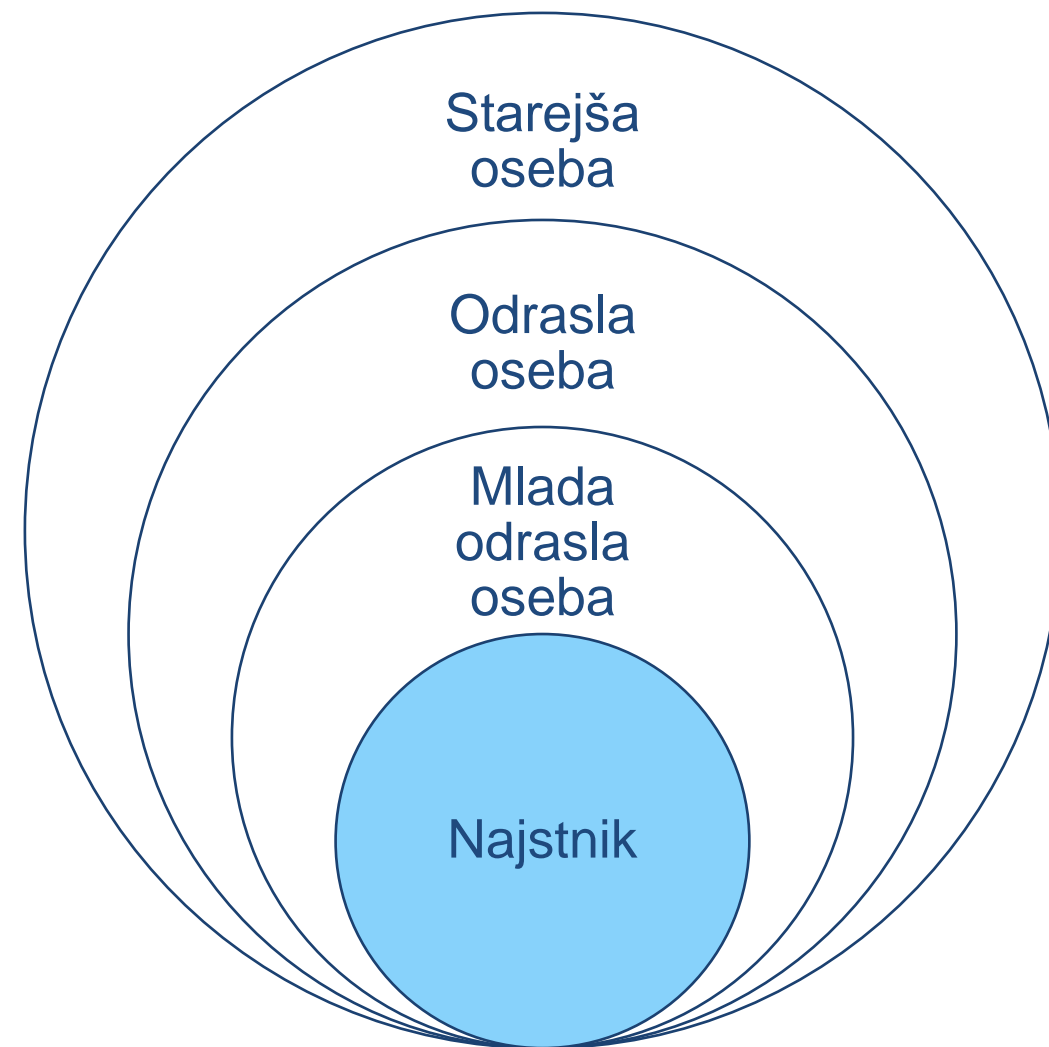 Starejša
oseba
Odrasla
oseba
Mlada
odrasla
oseba
Najstnik